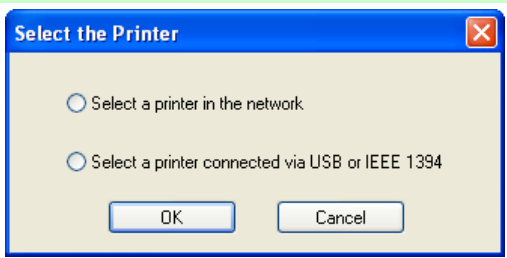 Select the Printer
Select a printer in the network
Select a printer connected via USB or IEEE 1394
OK Cancel